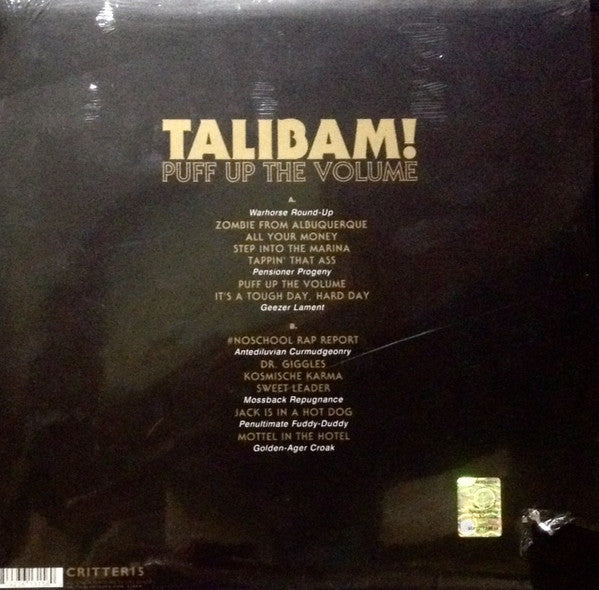 TALIBAM!
PUFF UP THE VOLUME
A.
Warhorse Round-Up
ZOMBIE FROM ALBUQUERQUE
ALL YOUR MONEY
STEP INTO THE MARINA
TAPPIN' THAT ASS
Pensioner Progeny
PUFF UP THE VOLUME
IT'S A TOUGH DAY, HARD DAY
Geezer Lament
B.
#NOSCHOOL RAP REPORT
Antediluvian Curmudgeonry
DR. GIGGLES
KOSMISCHE KARMA
SWEET LEADER
Mossback Repugnance
JACK IS IN A HOT DOG
Penultimate Fuddy-Duddy
MOTTEL IN THE HOTEL
Golden-Ager Croak
CRITTER15